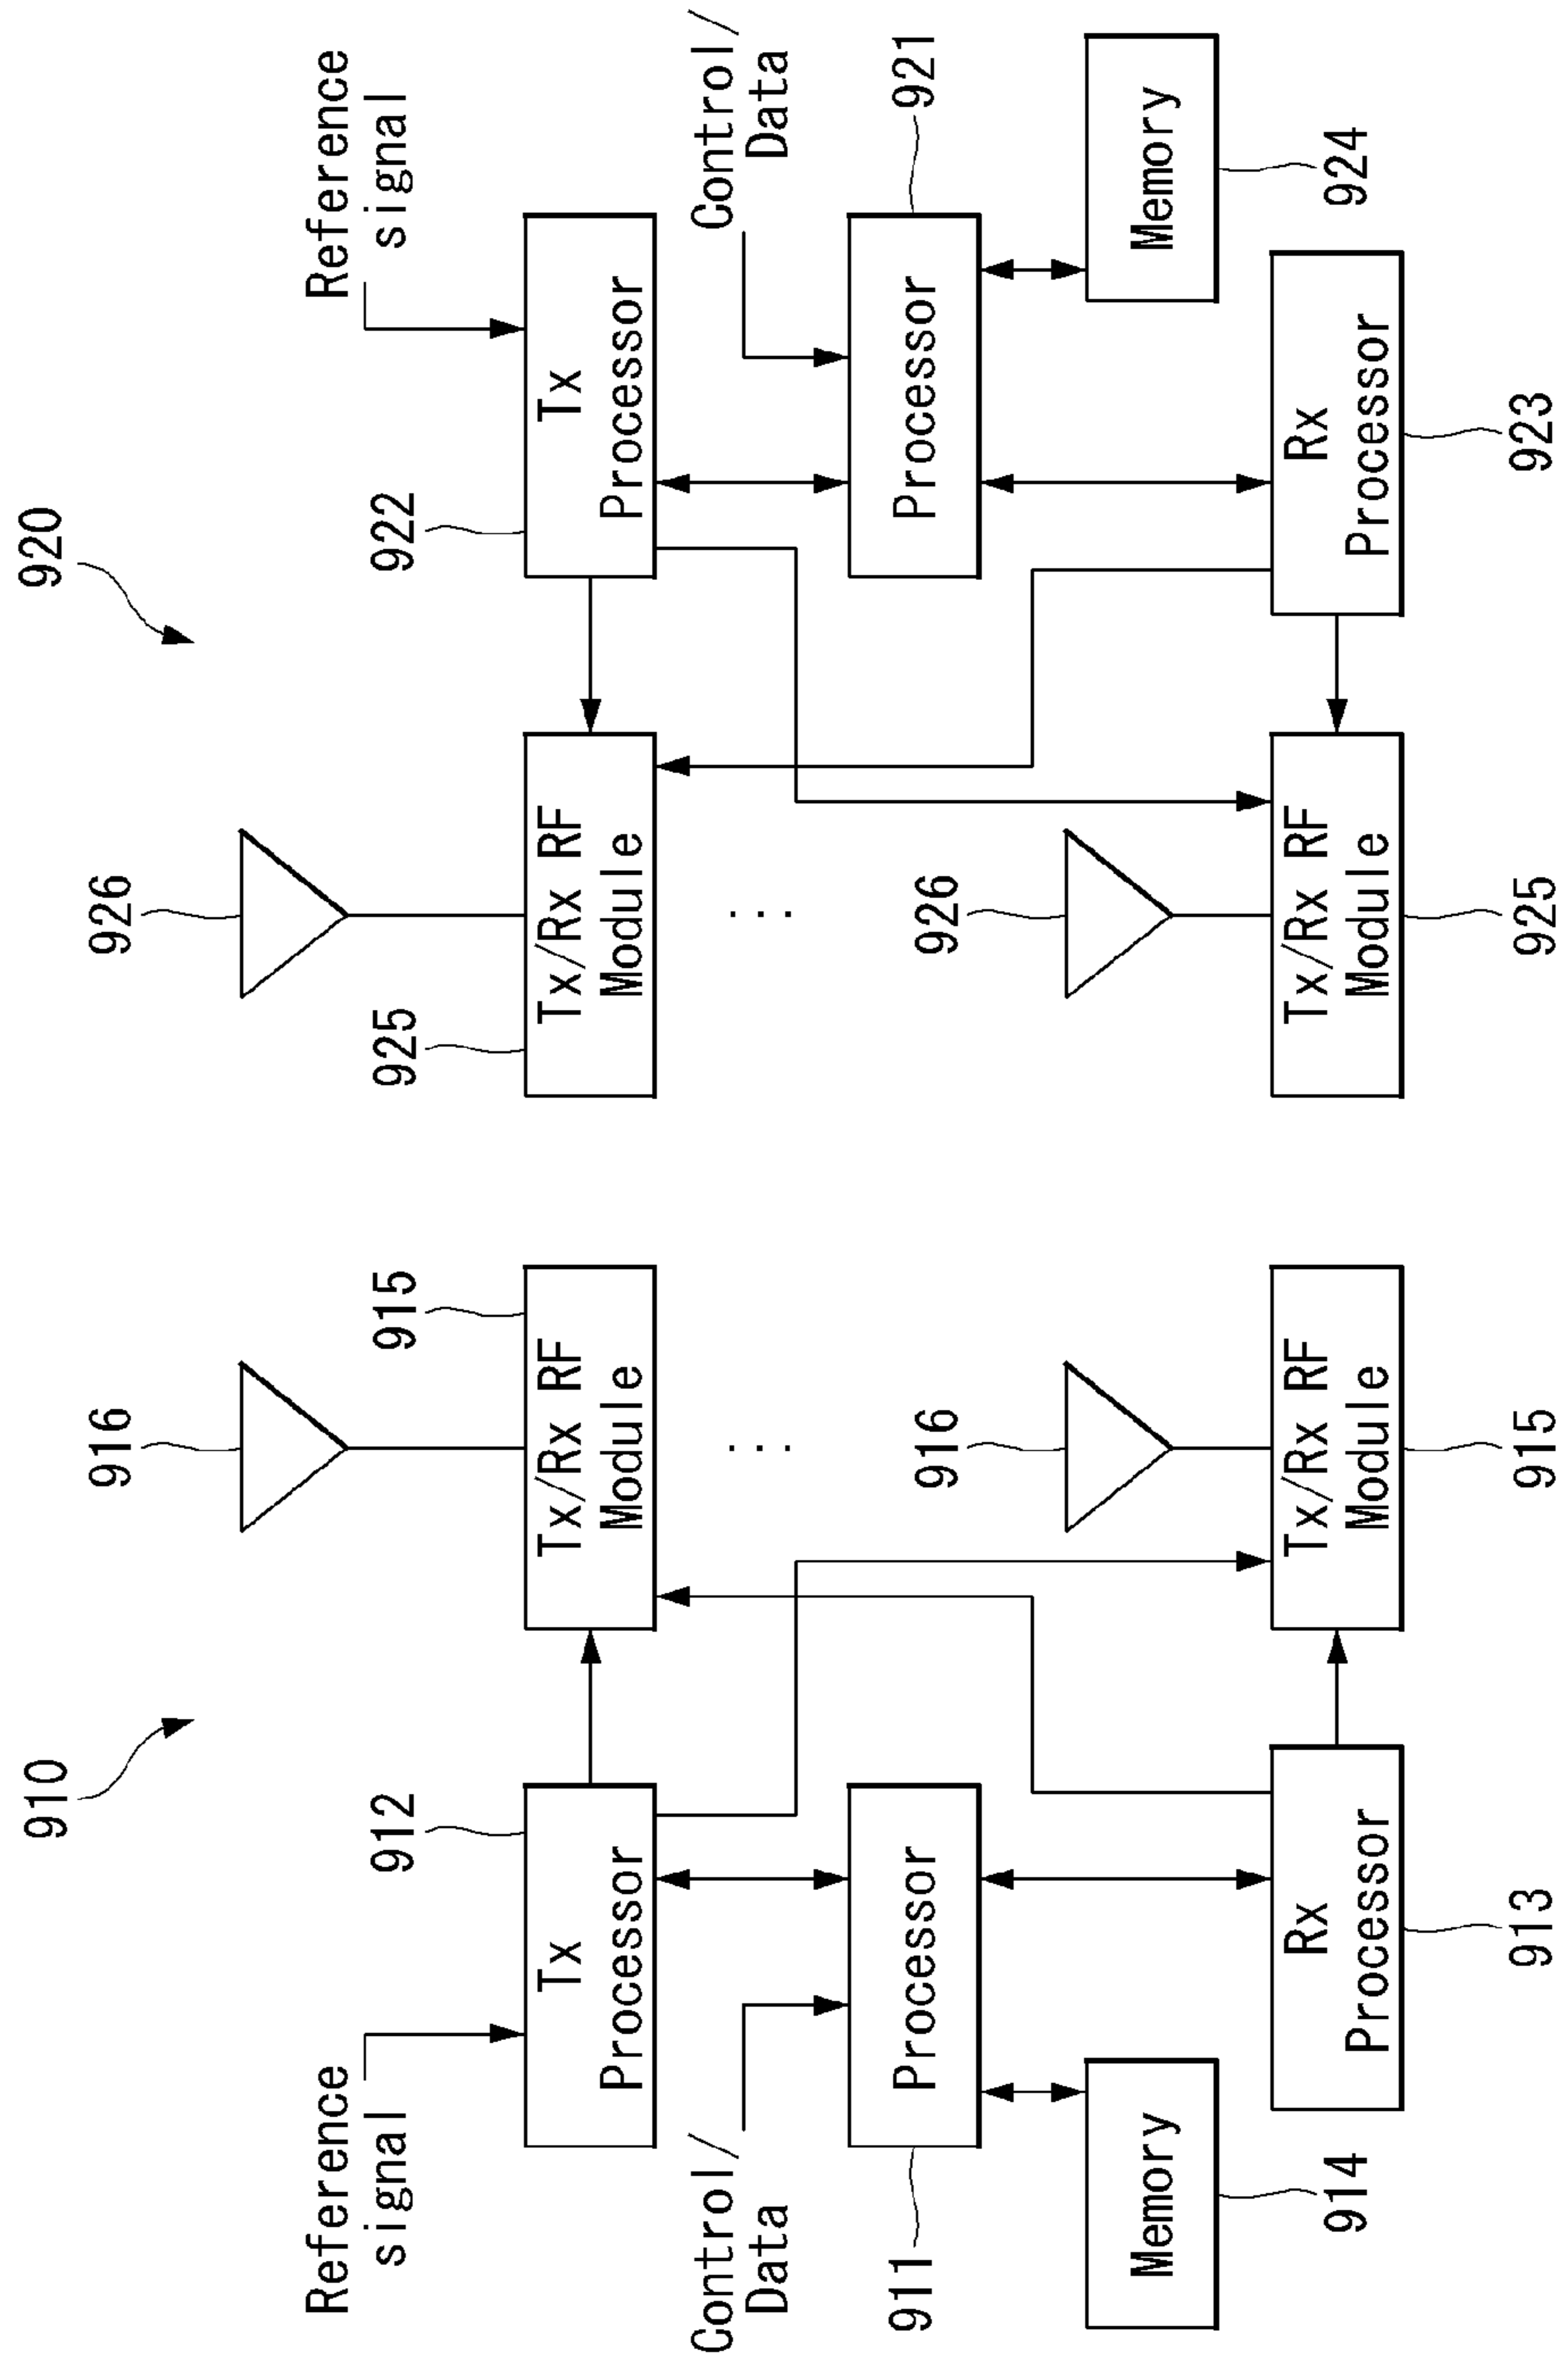 910
920
916
926
Reference
signal
912
915
925
922
Reference
signal
Tx
Processor
Tx/Rx RF
Module
Tx/Rx RF
Module
Tx
Processor
Control/
Data
...
...
Control/
Data
911
Processor
916
926
Processor
921
Memory
Memory
914
924
Rx
Processor
Tx/Rx RF
Module
Tx/Rx RF
Module
Rx
Processor
913
915
925
923